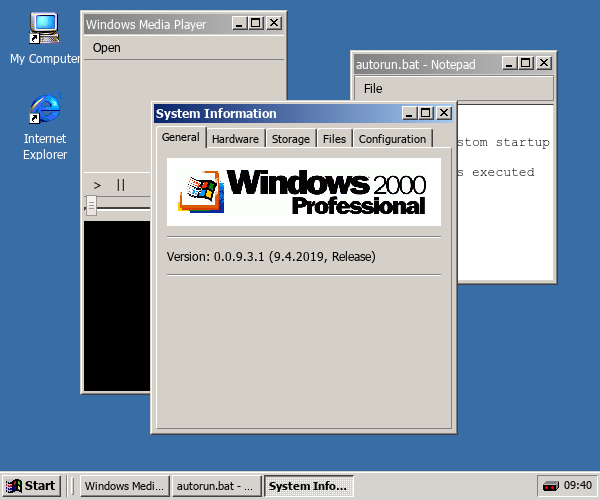 My Computer
Internet
Explorer
Windows Media Player
Open
> ||
autorun.bat - Notepad
File
stom startup
s executed
System Information
General Hardware Storage Files Configuration
Windows 2000
Professional
Version: 0.0.9.3.1 (9.4.2019, Release)
Start Windows Medi... autorun.bat - ... System Info... 09:40